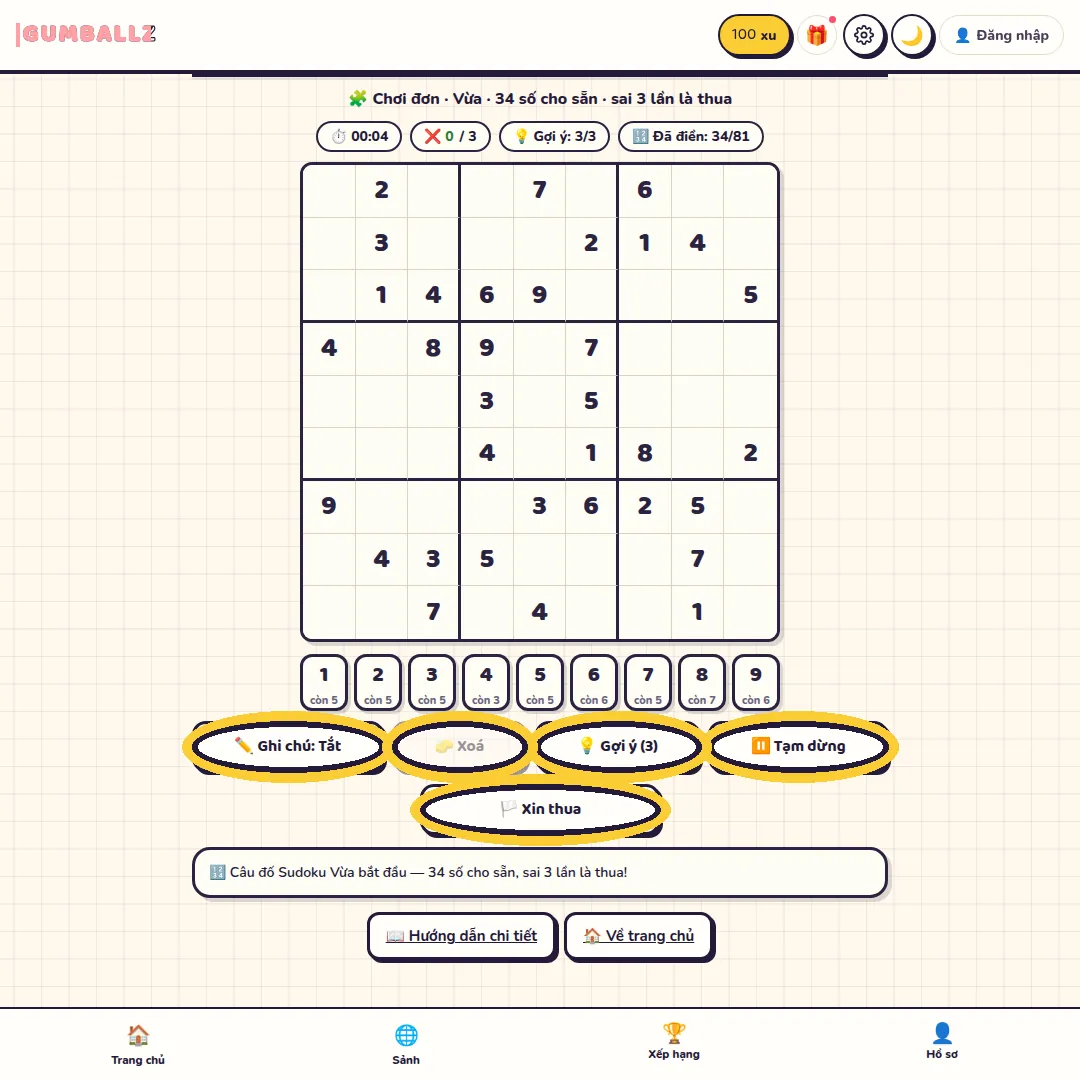 GUMBALLZ
100 xu
Đăng nhập
Chơi đơn · Vừa · 34 số cho sẵn · sai 3 lần là thua
00:04
0 / 3
Gợi ý: 3/3
Đã điền: 34/81
2 7 6
3 2 1 4
1 4 6 9 5
4 8 9 7
3 5
4 1 8 2
9 3 6 2 5
4 3 5 7
7 4 1
1 2 3 4 5 6 7 8 9
còn 5 còn 5 còn 5 còn 3 còn 5 còn 6 còn 5 còn 7 còn 6
Ghi chú: Tắt
Xoá
Gợi ý (3)
Tạm dừng
Xin thua
Câu đố Sudoku Vừa bắt đầu — 34 số cho sẵn, sai 3 lần là thua!
Hướng dẫn chi tiết
Về trang chủ
Trang chủ
Sảnh
Xếp hạng
Hồ sơ